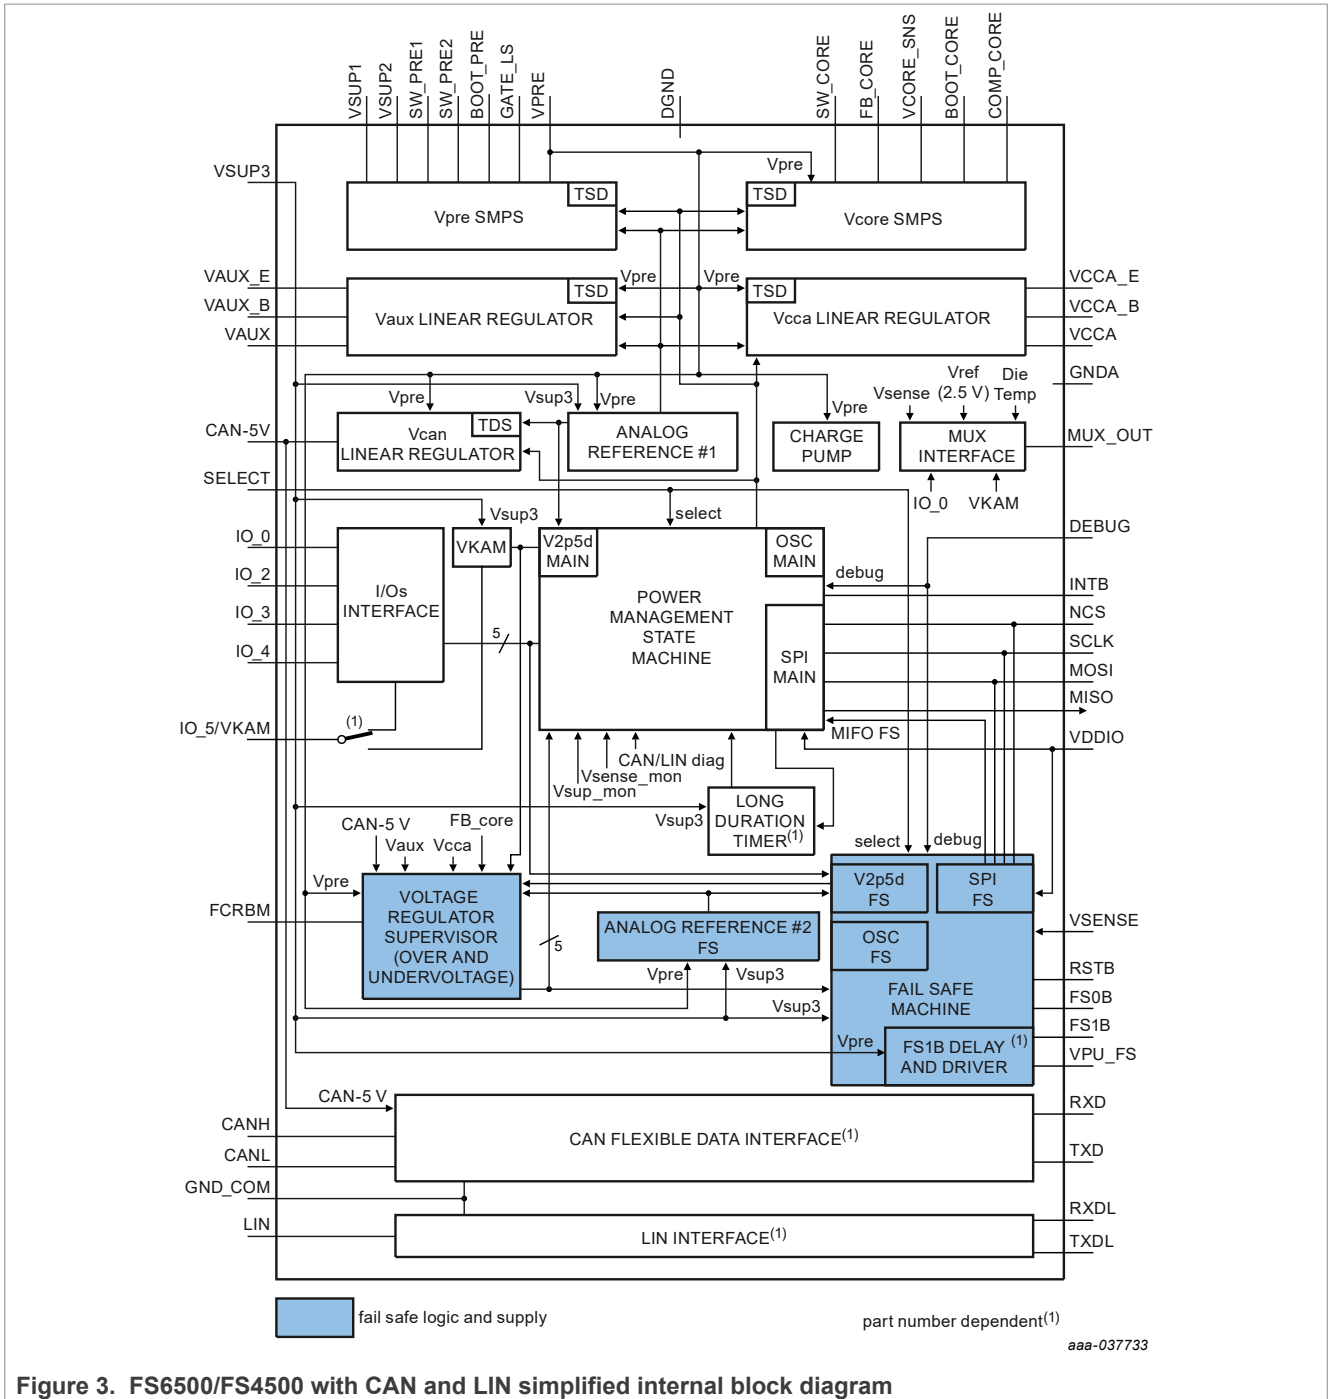 VSUP1
VSUP2
SW_PRE1
SW_PRE2
BOOT_PRE
GATE_LS
VPRE
DGND
SW_CORE
FB_CORE
VCORE_SNS
BOOT_CORE
COMP_CORE
VSUP3
Vpre
TSD
Vpre SMPS
TSD
Vcore SMPS
VAUX_E
VAUX_B
VAUX
Vpre
Vpre
TSD
Vaux LINEAR REGULATOR
TSD
Vcca LINEAR REGULATOR
VCCA_E
VCCA_B
VCCA
GNDA
Vpre
Vsup3
Vpre
Vpre
Vsense
Vref
(2.5 V)
Die
Temp
CAN-5V
Vcan
LINEAR REGULATOR
TDS
ANALOG
REFERENCE #1
CHARGE
PUMP
MUX
INTERFACE
MUX_OUT
SELECT
IO_0
VKAM
Vsup3
select
DEBUG
IO_0
IO_2
IO_3
IO_4
I/Os
INTERFACE
VKAM
V2p5d
MAIN
OSC
MAIN
debug
INTB
NCS
SCLK
MOSI
MISO
POWER
MANAGEMENT
STATE
MACHINE
SPI
MAIN
5
IO_5/VKAM
(1)
MIFO FS
VDDIO
CAN/LIN diag
Vsense_mon
Vsup_mon
Vsup3
LONG
DURATION
TIMER(1)
CAN-5 V
Vaux
Vcca
FB_core
select
debug
Vpre
FCRBM
VOLTAGE
REGULATOR
SUPERVISOR
(OVER AND
UNDERVOLTAGE)
V2p5d
FS
SPI
FS
ANALOG REFERENCE #2
FS
OSC
FS
VSENSE
5
Vpre
Vsup3
Vsup3
FAIL SAFE
MACHINE
RSTB
FS0B
FS1B
VPU_FS
Vpre
FS1B DELAY (1)
AND DRIVER
CAN-5 V
CANH
CANL
CAN FLEXIBLE DATA INTERFACE(1)
RXD
TXD
GND_COM
LIN
LIN INTERFACE(1)
RXDL
TXDL
fail safe logic and supply
part number dependent(1)
aaa-037733
Figure 3. FS6500/FS4500 with CAN and LIN simplified internal block diagram